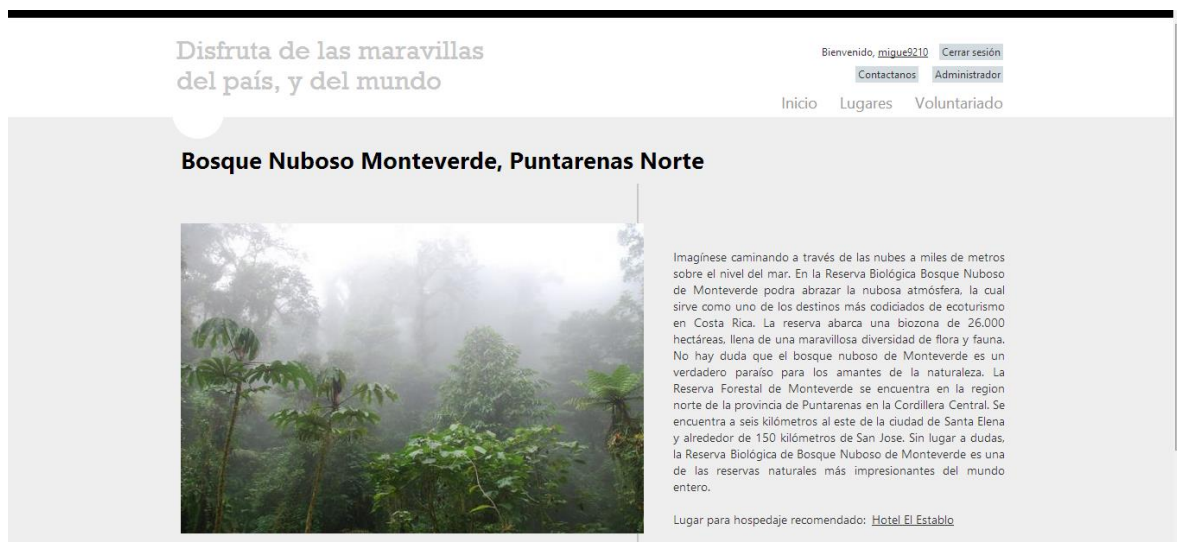 Disfruta de las maravillas
del país, y del mundo
Bienvenido, migue9210 Cerrar sesión
Contactanos Administrador
Inicio Lugares Voluntariado
Bosque Nuboso Monteverde, Puntarenas Norte
Imagínese caminando a través de las nubes a miles de metros
sobre el nivel del mar. En la Reserva Biológica Bosque Nuboso
de Monteverde podra abrazar la nubosa atmósfera, la cual
sirve como uno de los destinos más codiciados de ecoturismo
en Costa Rica. La reserva abarca una biozona de 26.000
hectáreas, llena de una maravillosa diversidad de flora y fauna.
No hay duda que el bosque nuboso de Monteverde es un
verdadero paraíso para los amantes de la naturaleza. La
Reserva Forestal de Monteverde se encuentra en la region
norte de la provincia de Puntarenas en la Cordillera Central. Se
encuentra a seis kilómetros al este de la ciudad de Santa Elena
y alrededor de 150 kilómetros de San Jose. Sin lugar a dudas,
la Reserva Biológica de Bosque Nuboso de Monteverde es una
de las reservas naturales más impresionantes del mundo
entero.
Lugar para hospedaje recomendado: Hotel El Establo